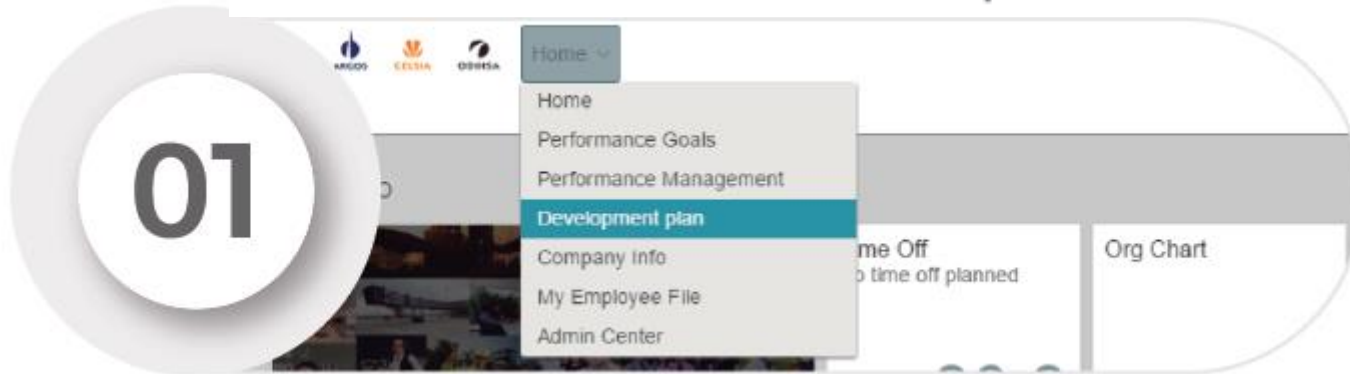 ARGOS CELSIA ODINSA Home
Home
Performance Goals
Performance Management
Development plan
Company Info
My Employee File
Admin Center
01
me Off
o time off planned
Org Chart